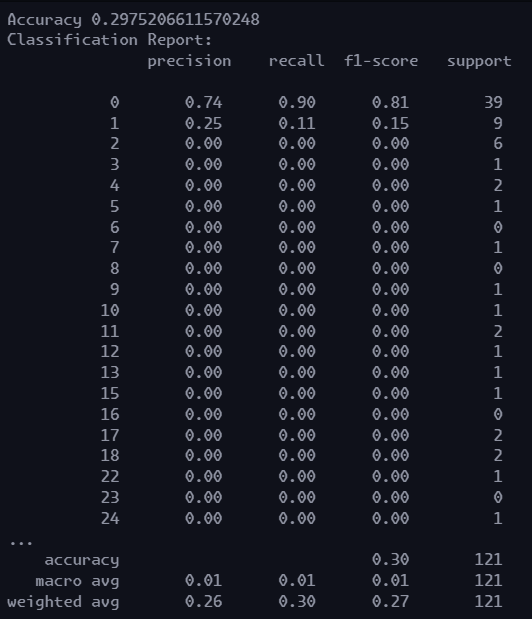 Accuracy 0.2975206611570248
Classification Report:
precision recall f1-score support
0 0.74 0.90 0.81 39
1 0.25 0.11 0.15 9
2 0.00 0.00 0.00 6
3 0.00 0.00 0.00 1
4 0.00 0.00 0.00 2
5 0.00 0.00 0.00 1
6 0.00 0.00 0.00 0
7 0.00 0.00 0.00 1
8 0.00 0.00 0.00 0
9 0.00 0.00 0.00 1
10 0.00 0.00 0.00 1
11 0.00 0.00 0.00 2
12 0.00 0.00 0.00 1
13 0.00 0.00 0.00 1
15 0.00 0.00 0.00 1
16 0.00 0.00 0.00 0
17 0.00 0.00 0.00 2
18 0.00 0.00 0.00 2
22 0.00 0.00 0.00 1
23 0.00 0.00 0.00 0
24 0.00 0.00 0.00 1
...
accuracy 0.30 121
macro avg 0.01 0.01 0.01 121
weighted avg 0.26 0.30 0.27 121